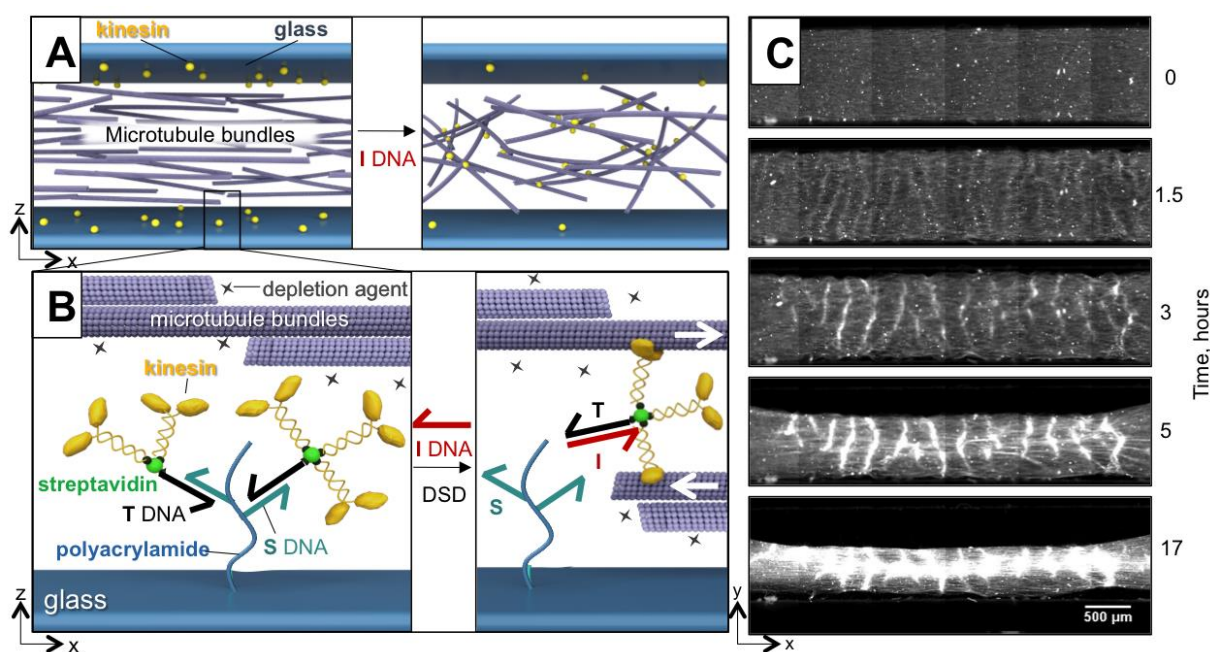 A
kinesin
glass
Microtubule bundles
I DNA
z
x
B
depletion agent
microtubule bundles
kinesin
streptavidin
T DNA
polyacrylamide
S DNA
glass
z
x
I DNA
DSD
T
I
S
C
0
1.5
3
5
17
Time, hours
500 µm
y
x